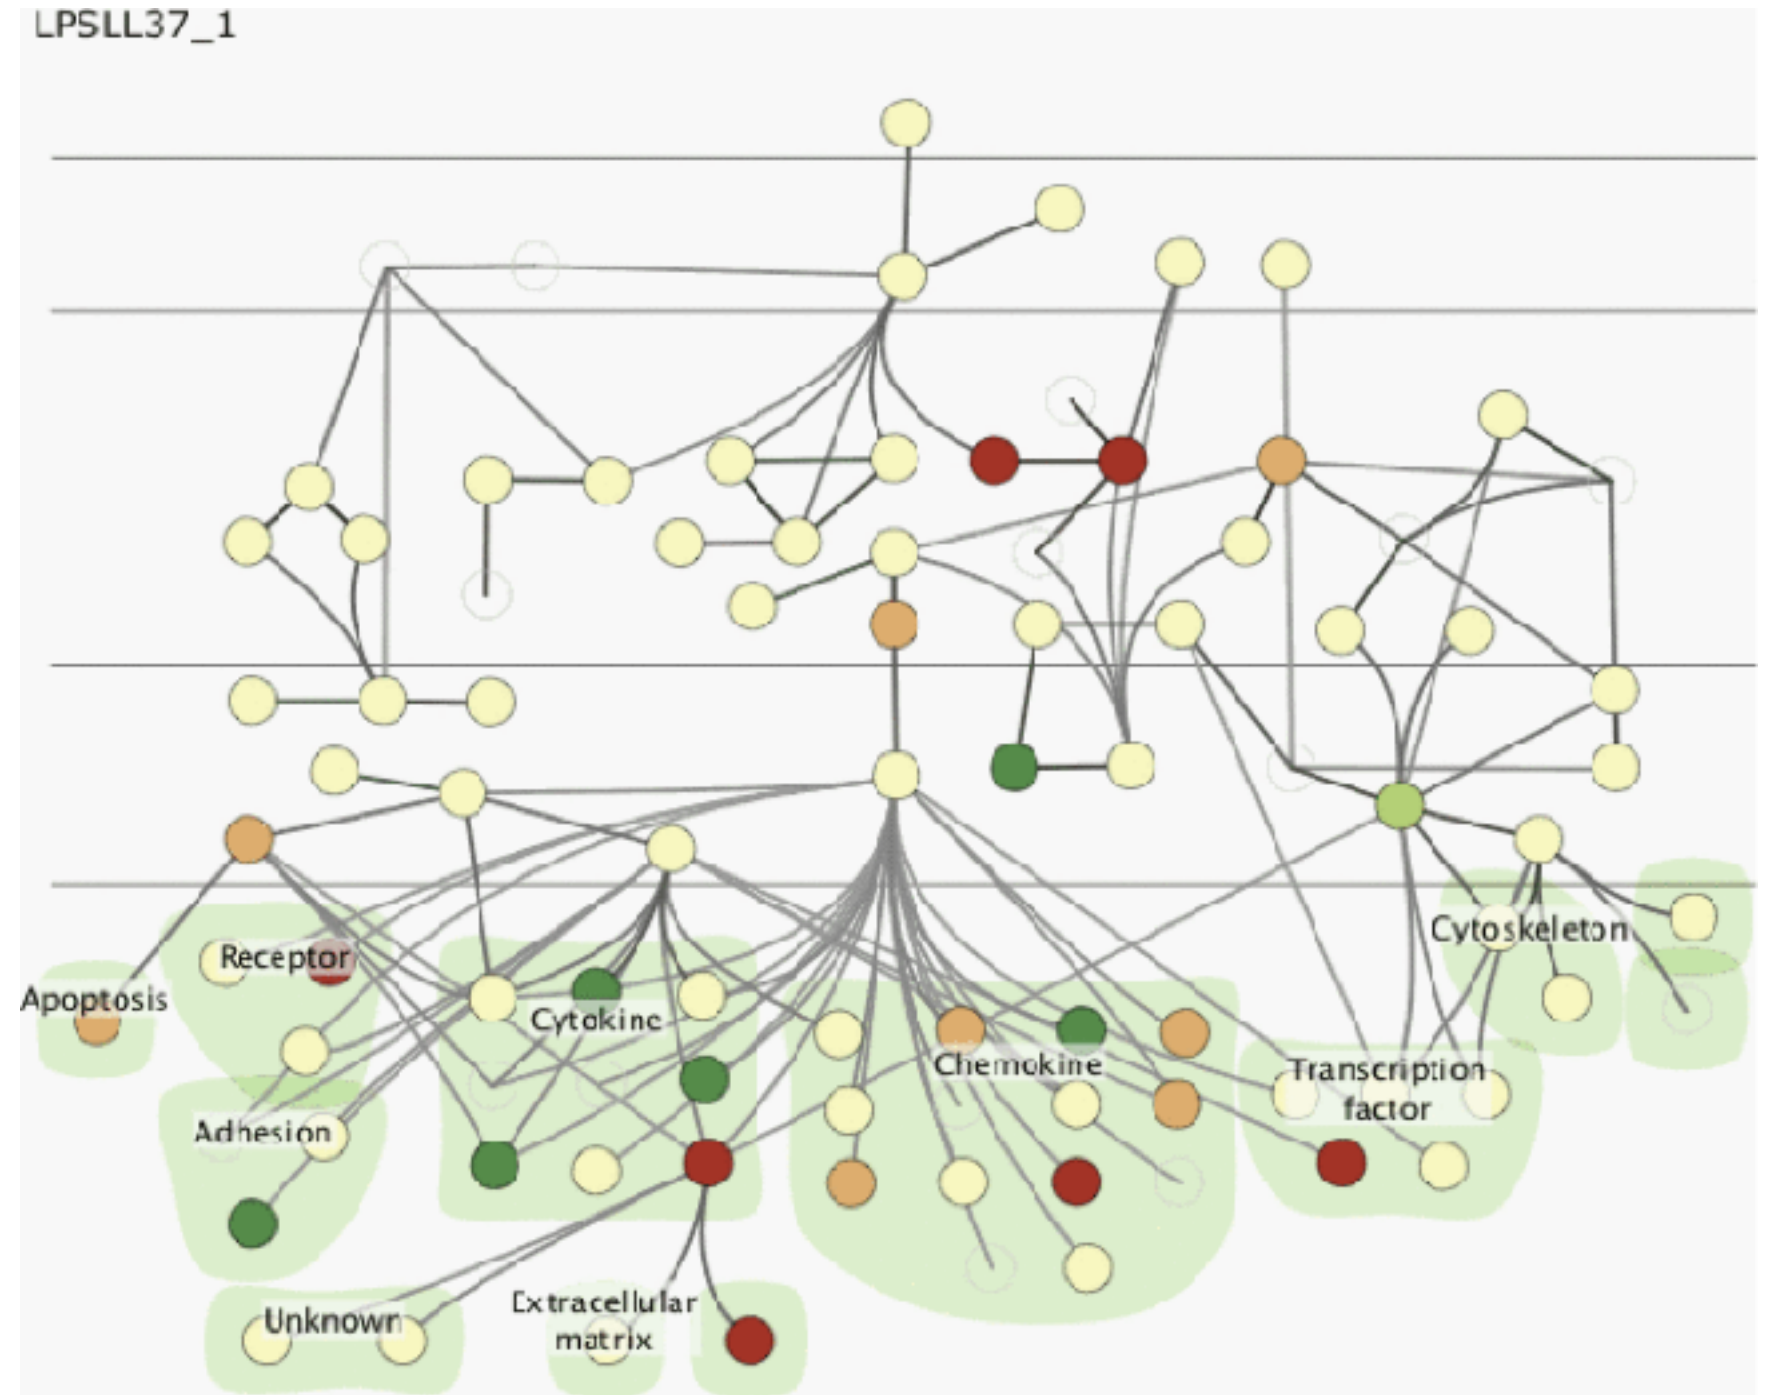 LPSLL37_1
Receptor
Apoptosis
Cytoskeleton
Cytokine
Chemokine
Transcription
factor
Adhesion
Unknown
Extracellular
matrix